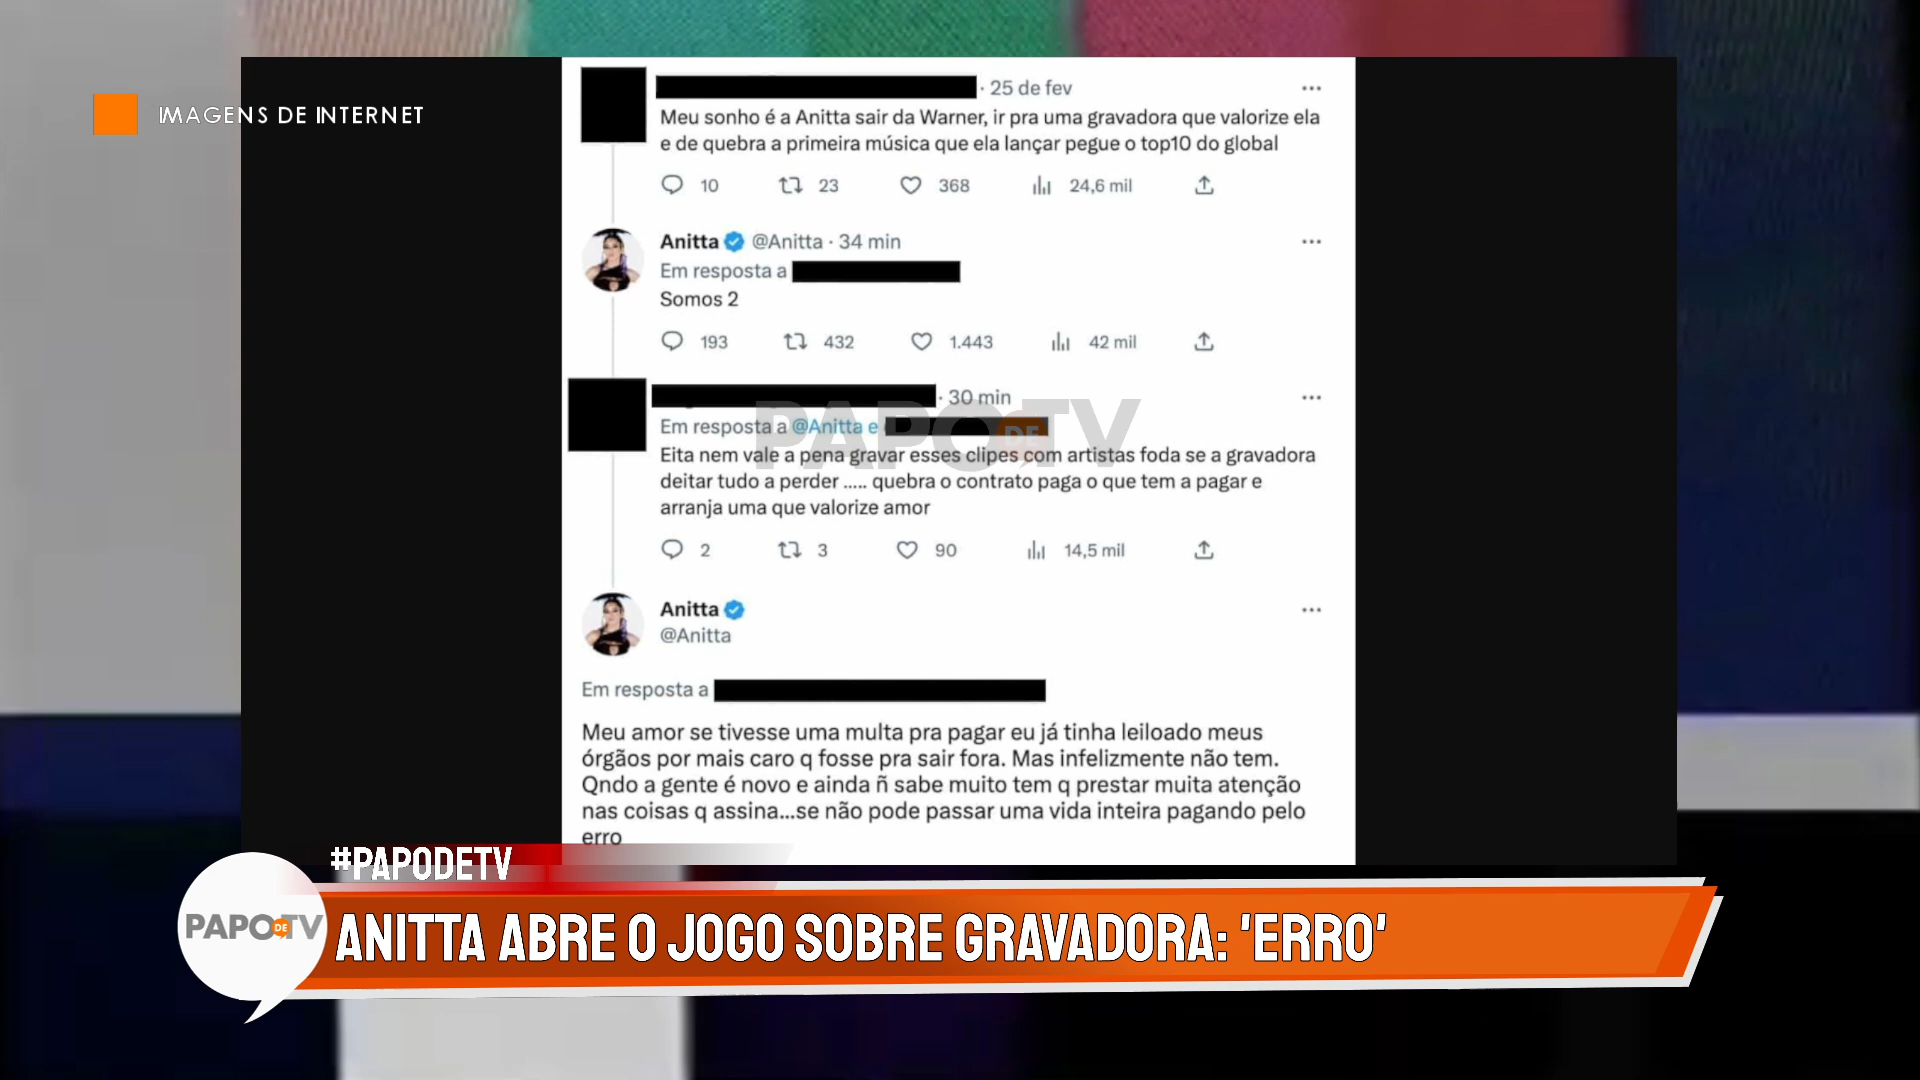 IMAGENS DE INTERNET
· 25 de fev
Meu sonho é a Anitta sair da Warner, ir pra uma gravadora que valorize ela
e de quebra a primeira música que ela lançar pegue o top10 do global
10 23 368 24,6 mil
Anitta @Anitta · 34 min
Em resposta a
Somos 2
193 432 1.443 42 mil
· 30 min
Em resposta a @Anitta e
PAPO DE TV
Eita nem vale a pena gravar esses clipes com artistas foda se a gravadora
deitar tudo a perder ..... quebra o contrato paga o que tem a pagar e
arranja uma que valorize amor
2 3 90 14,5 mil
Anitta
@Anitta
Em resposta a
Meu amor se tivesse uma multa pra pagar eu já tinha leiloado meus
órgãos por mais caro q fosse pra sair fora. Mas infelizmente não tem.
Qndo a gente é novo e ainda ñ sabe muito tem q prestar muita atenção
nas coisas q assina...se não pode passar uma vida inteira pagando pelo
erro
#PAPODETV
PAPO DE TV
ANITTA ABRE O JOGO SOBRE GRAVADORA: 'ERRO'